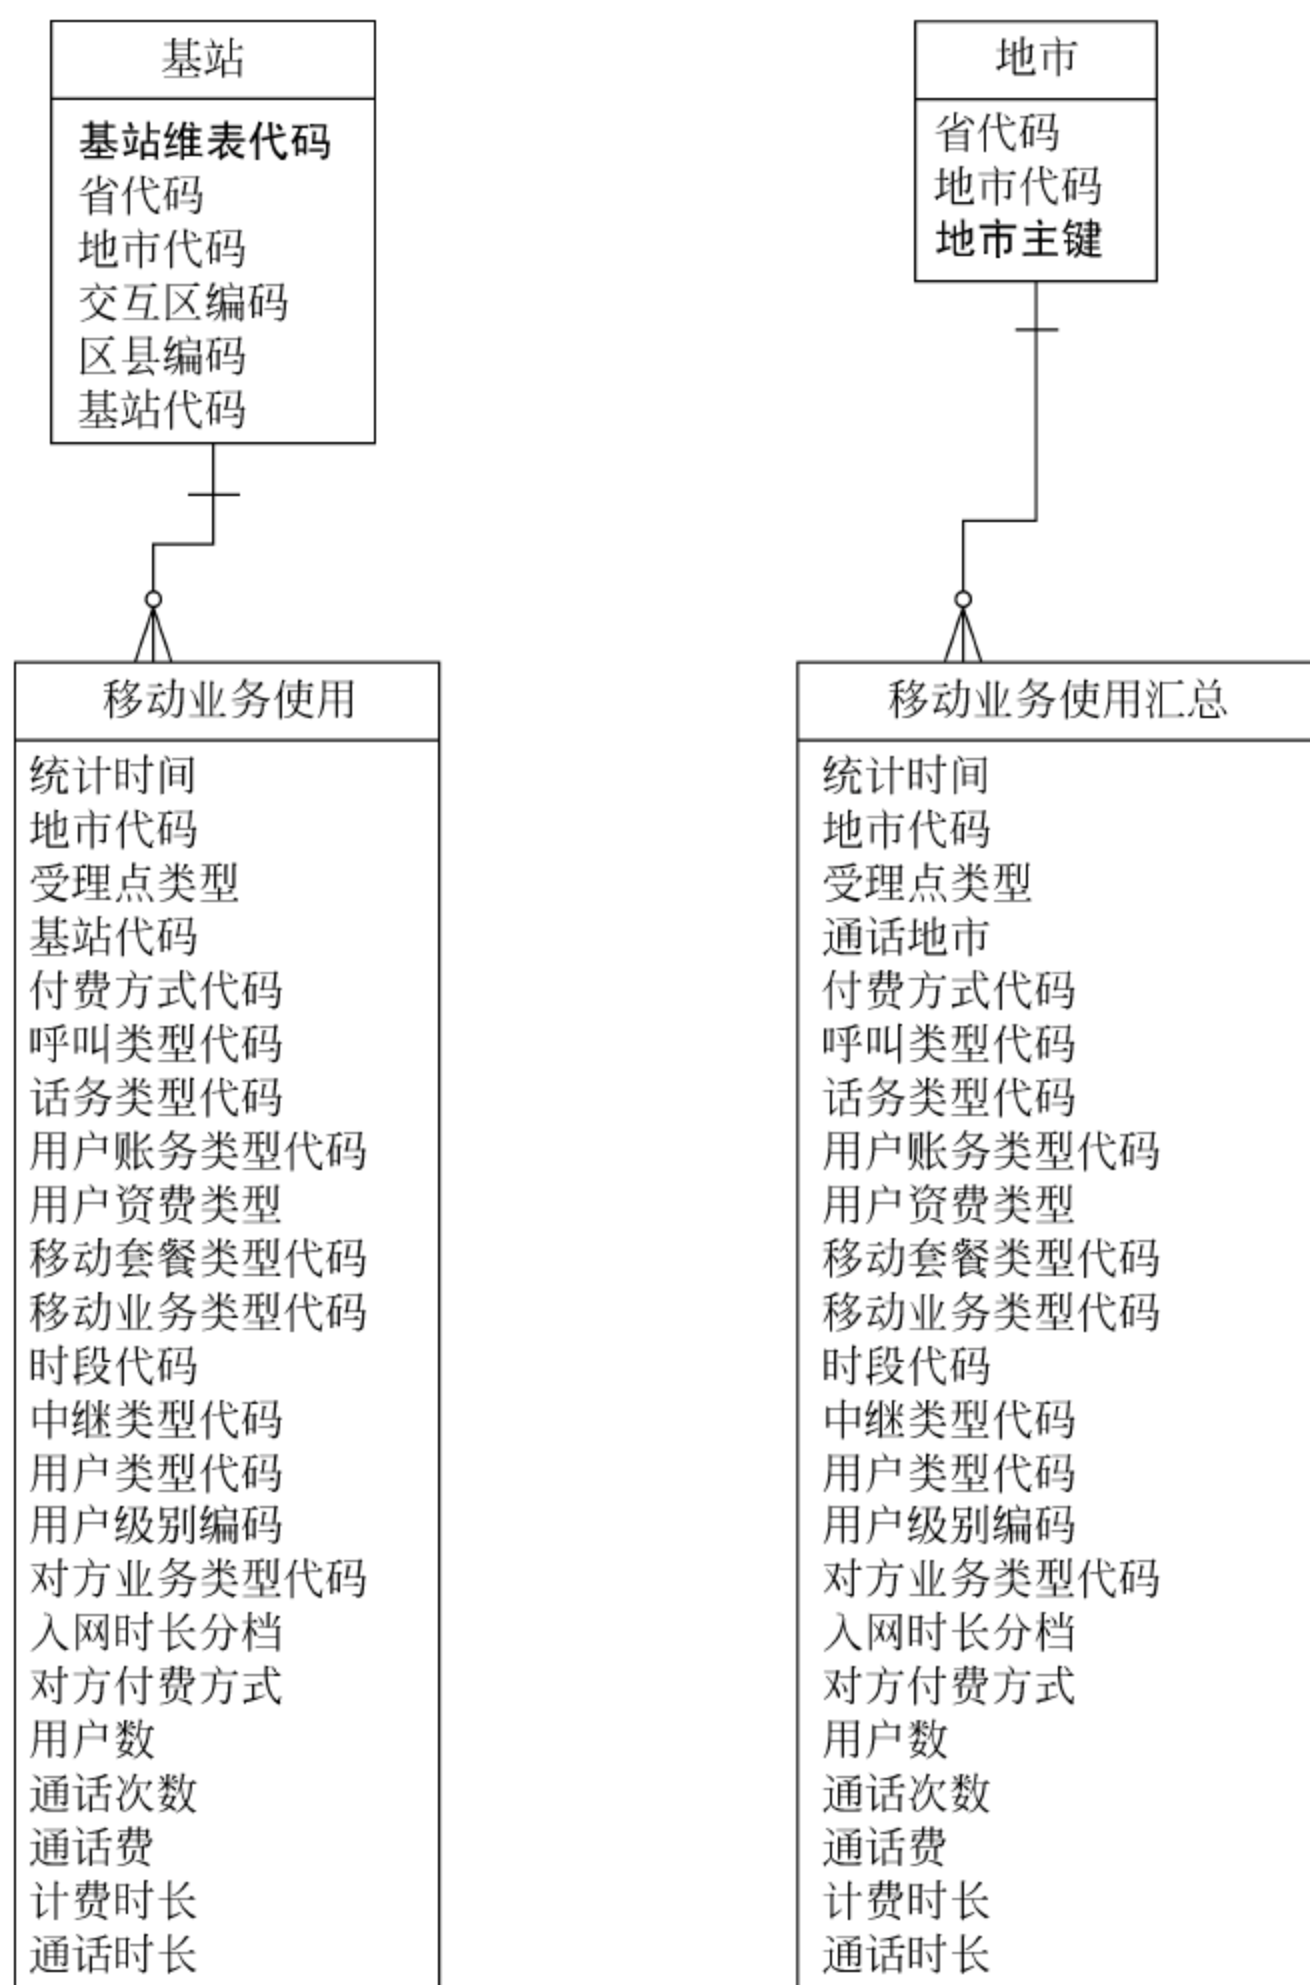 基站
基站维表代码
省代码
地市代码
交互区编码
区县编码
基站代码
地市
省代码
地市代码
地市主键
移动业务使用
统计时间
地市代码
受理点类型
基站代码
付费方式代码
呼叫类型代码
话务类型代码
用户账务类型代码
用户资费类型
移动套餐类型代码
移动业务类型代码
时段代码
中继类型代码
用户类型代码
用户级别编码
对方业务类型代码
入网时长分档
对方付费方式
用户数
通话次数
通话费
计费时长
通话时长
移动业务使用汇总
统计时间
地市代码
受理点类型
通话地市
付费方式代码
呼叫类型代码
话务类型代码
用户账务类型代码
用户资费类型
移动套餐类型代码
移动业务类型代码
时段代码
中继类型代码
用户类型代码
用户级别编码
对方业务类型代码
入网时长分档
对方付费方式
用户数
通话次数
通话费
计费时长
通话时长